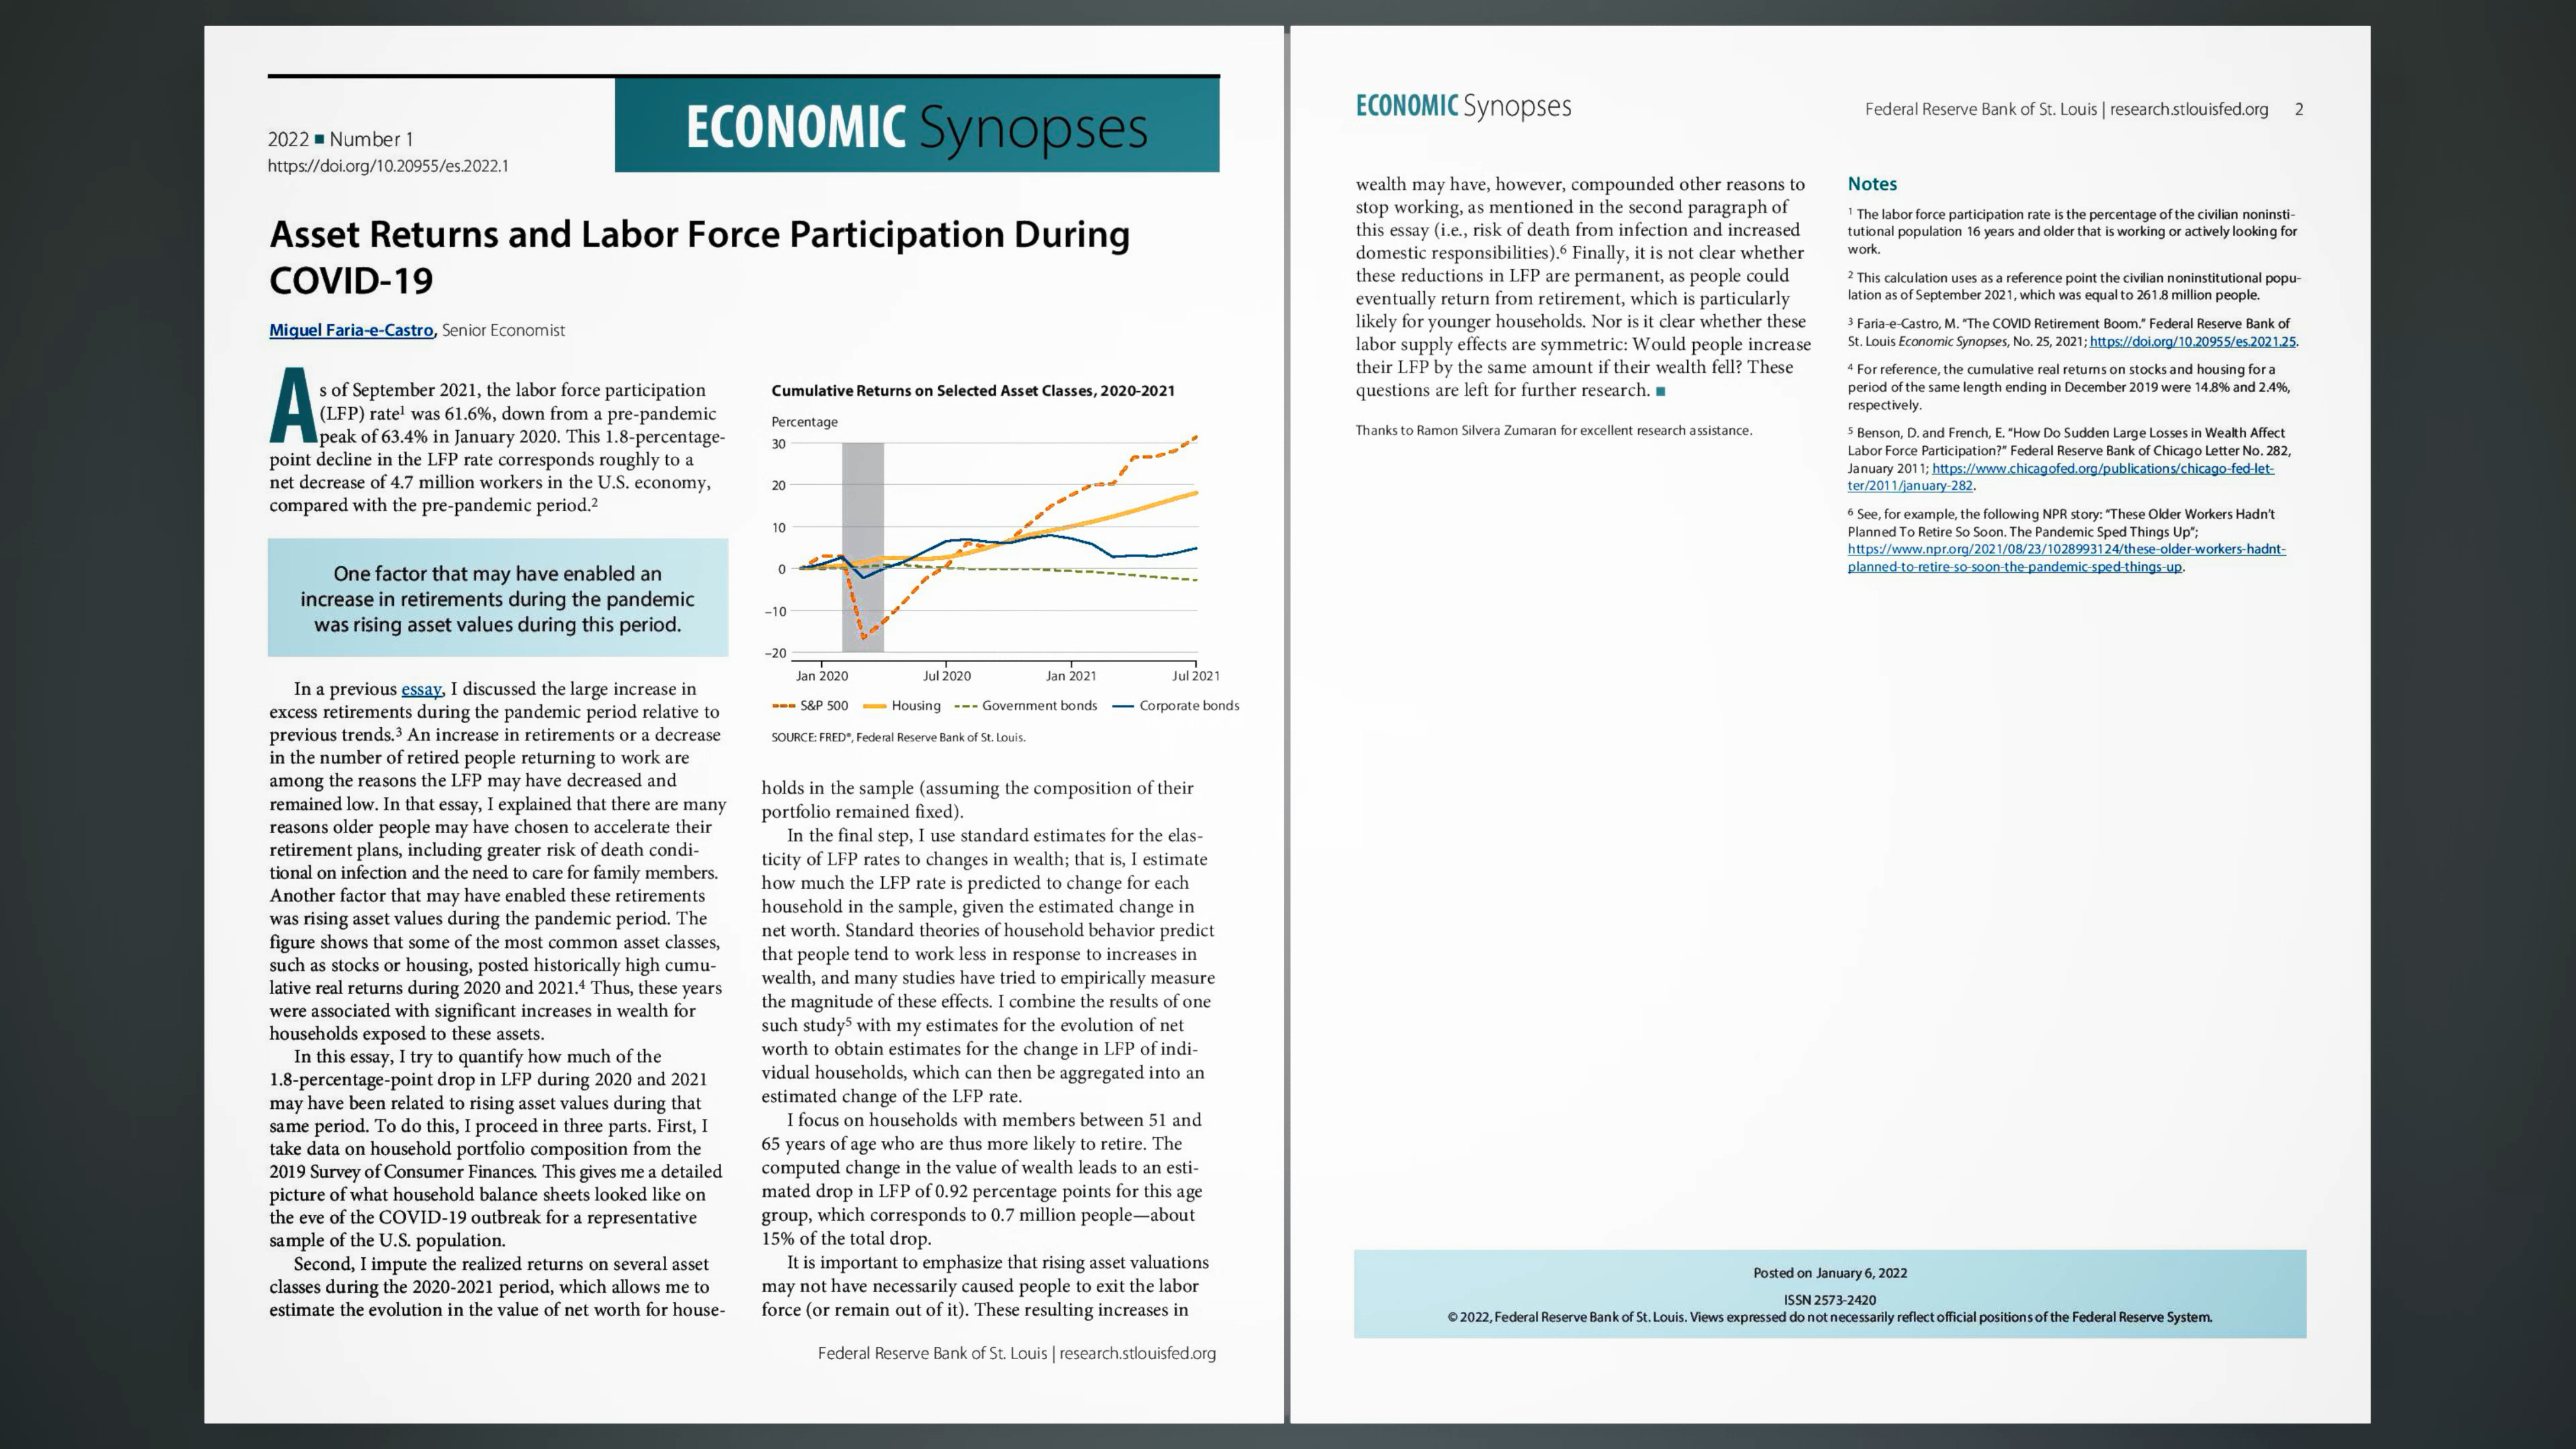 2022 ■ Number 1
https://doi.org/10.20955/es.2022.1
ECONOMIC Synopses
Asset Returns and Labor Force Participation During
COVID-19
Miguel Faria-e-Castro, Senior Economist
As of September 2021, the labor force participation
(LFP) rate¹ was 61.6%, down from a pre-pandemic
peak of 63.4% in January 2020. This 1.8-percentage-
point decline in the LFP rate corresponds roughly to a
net decrease of 4.7 million workers in the U.S. economy,
compared with the pre-pandemic period.²
One factor that may have enabled an
increase in retirements during the pandemic
was rising asset values during this period.
In a previous essay, I discussed the large increase in
excess retirements during the pandemic period relative to
previous trends.³ An increase in retirements or a decrease
in the number of retired people returning to work are
among the reasons the LFP may have decreased and
remained low. In that essay, I explained that there are many
reasons older people may have chosen to accelerate their
retirement plans, including greater risk of death condi-
tional on infection and the need to care for family members.
Another factor that may have enabled these retirements
was rising asset values during the pandemic period. The
figure shows that some of the most common asset classes,
such as stocks or housing, posted historically high cumu-
lative real returns during 2020 and 2021.⁴ Thus, these years
were associated with significant increases in wealth for
households exposed to these assets.
In this essay, I try to quantify how much of the
1.8-percentage-point drop in LFP during 2020 and 2021
may have been related to rising asset values during that
same period. To do this, I proceed in three parts. First, I
take data on household portfolio composition from the
2019 Survey of Consumer Finances. This gives me a detailed
picture of what household balance sheets looked like on
the eve of the COVID-19 outbreak for a representative
sample of the U.S. population.
Second, I impute the realized returns on several asset
classes during the 2020-2021 period, which allows me to
estimate the evolution in the value of net worth for house-
Cumulative Returns on Selected Asset Classes, 2020-2021
Percentage
30
20
10
0
–10
–20
Jan 2020 Jul 2020 Jan 2021 Jul 2021
S&P 500 Housing Government bonds Corporate bonds
SOURCE: FRED®, Federal Reserve Bank of St. Louis.
holds in the sample (assuming the composition of their
portfolio remained fixed).
In the final step, I use standard estimates for the elas-
ticity of LFP rates to changes in wealth; that is, I estimate
how much the LFP rate is predicted to change for each
household in the sample, given the estimated change in
net worth. Standard theories of household behavior predict
that people tend to work less in response to increases in
wealth, and many studies have tried to empirically measure
the magnitude of these effects. I combine the results of one
such study⁵ with my estimates for the evolution of net
worth to obtain estimates for the change in LFP of indi-
vidual households, which can then be aggregated into an
estimated change of the LFP rate.
I focus on households with members between 51 and
65 years of age who are thus more likely to retire. The
computed change in the value of wealth leads to an esti-
mated drop in LFP of 0.92 percentage points for this age
group, which corresponds to 0.7 million people—about
15% of the total drop.
It is important to emphasize that rising asset valuations
may not have necessarily caused people to exit the labor
force (or remain out of it). These resulting increases in
Federal Reserve Bank of St. Louis | research.stlouisfed.org
ECONOMIC Synopses
Federal Reserve Bank of St. Louis | research.stlouisfed.org 2
wealth may have, however, compounded other reasons to
stop working, as mentioned in the second paragraph of
this essay (i.e., risk of death from infection and increased
domestic responsibilities).⁶ Finally, it is not clear whether
these reductions in LFP are permanent, as people could
eventually return from retirement, which is particularly
likely for younger households. Nor is it clear whether these
labor supply effects are symmetric: Would people increase
their LFP by the same amount if their wealth fell? These
questions are left for further research. ■
Thanks to Ramon Silvera Zumaran for excellent research assistance.
Notes
¹ The labor force participation rate is the percentage of the civilian noninsti-
tutional population 16 years and older that is working or actively looking for
work.
² This calculation uses as a reference point the civilian noninstitutional popu-
lation as of September 2021, which was equal to 261.8 million people.
³ Faria-e-Castro, M. "The COVID Retirement Boom." Federal Reserve Bank of
St. Louis Economic Synopses, No. 25, 2021; https://doi.org/10.20955/es.2021.25.
⁴ For reference, the cumulative real returns on stocks and housing for a
period of the same length ending in December 2019 were 14.8% and 2.4%,
respectively.
⁵ Benson, D. and French, E. "How Do Sudden Large Losses in Wealth Affect
Labor Force Participation?" Federal Reserve Bank of Chicago Letter No. 282,
January 2011; https://www.chicagofed.org/publications/chicago-fed-let-
ter/2011/january-282.
⁶ See, for example, the following NPR story: "These Older Workers Hadn't
Planned To Retire So Soon. The Pandemic Sped Things Up";
https://www.npr.org/2021/08/23/1028993124/these-older-workers-hadnt-
planned-to-retire-so-soon-the-pandemic-sped-things-up.
Posted on January 6, 2022
ISSN 2573-2420
© 2022, Federal Reserve Bank of St. Louis. Views expressed do not necessarily reflect official positions of the Federal Reserve System.